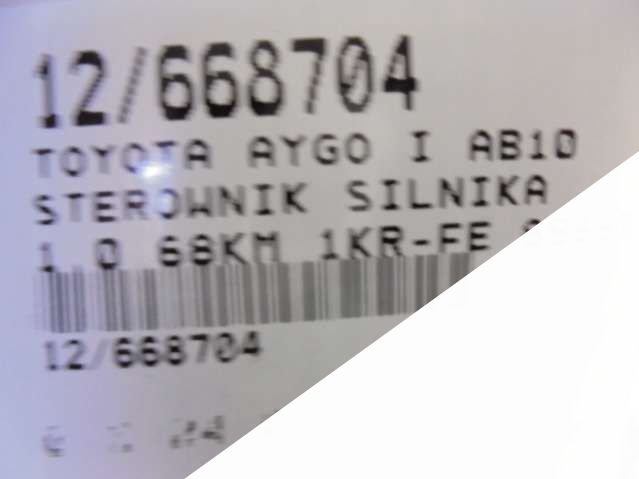 12/668704
TOYOTA AYGO I AB10
STEROWNIK SILNIKA
1.0 68KM 1KR-FE
12/668704